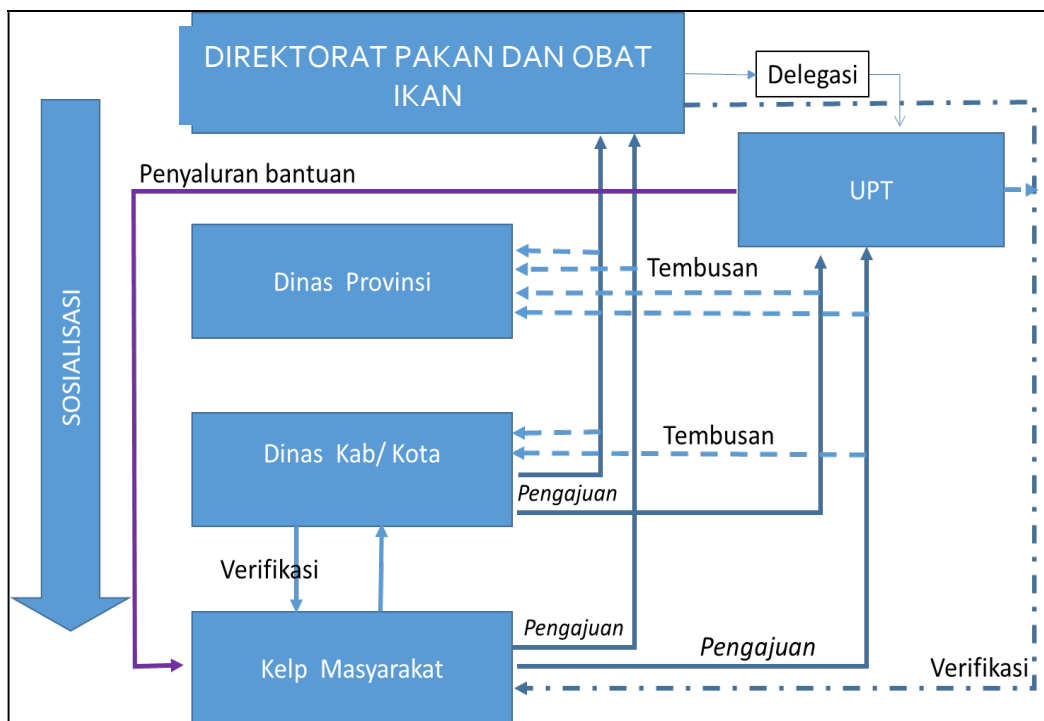 DIREKTORAT PAKAN DAN OBAT
IKAN
Delegasi
Penyaluran bantuan
UPT
SOSIALISASI
Dinas Provinsi
Tembusan
Dinas Kab/ Kota
Tembusan
Pengajuan
Verifikasi
Pengajuan
Pengajuan
Kelp Masyarakat
Verifikasi